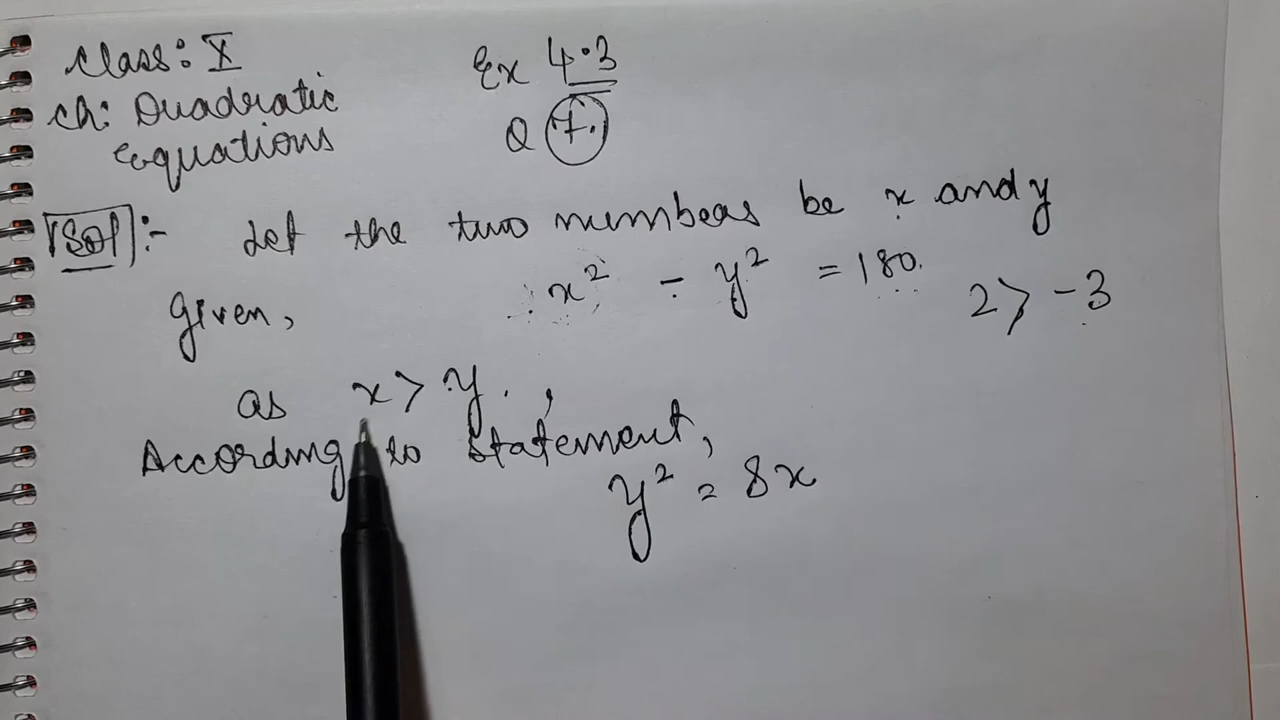 Class: X
Ex 4.3
Ch: Quadratic
Equations
Q 7.
Sol :- Let the two numbers be x and y
Given, x² - y² = 180.
2 > -3
as x > y.,
According to statement,
y² = 8x